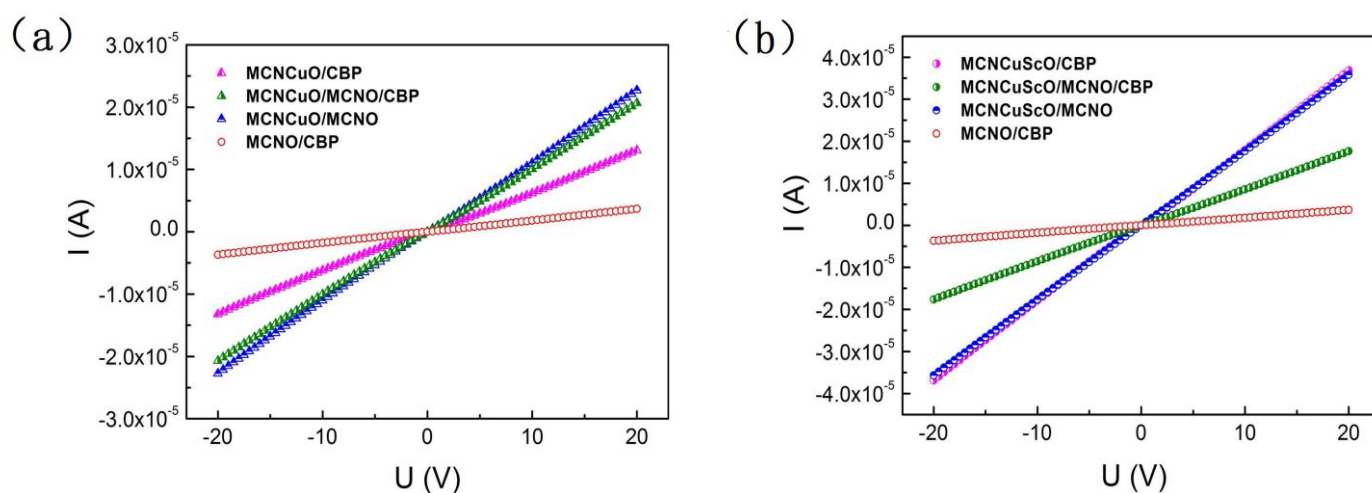 (a)
3.0x10⁻⁵
2.0x10⁻⁵
1.0x10⁻⁵
0.0
-1.0x10⁻⁵
-2.0x10⁻⁵
-3.0x10⁻⁵
I (A)
MCNCuO/CBP
MCNCuO/MCNO/CBP
MCNCuO/MCNO
MCNO/CBP
-20 -10 0 10 20
U (V)
(b)
4.0x10⁻⁵
3.0x10⁻⁵
2.0x10⁻⁵
1.0x10⁻⁵
0.0
-1.0x10⁻⁵
-2.0x10⁻⁵
-3.0x10⁻⁵
-4.0x10⁻⁵
I (A)
MCNCuScO/CBP
MCNCuScO/MCNO/CBP
MCNCuScO/MCNO
MCNO/CBP
-20 -10 0 10 20
U (V)